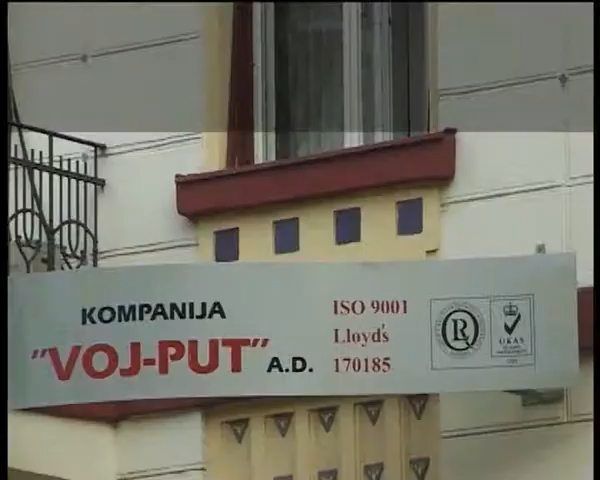 KOMPANIJA
"VOJ-PUT" A.D.
ISO 9001
Lloyd's
170185
R
UKAS